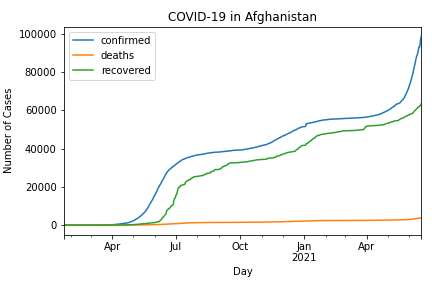 COVID-19 in Afghanistan
confirmed
deaths
recovered
Number of Cases
100000
80000
60000
40000
20000
0
Apr
Jul
Oct
Jan
2021
Apr
Day